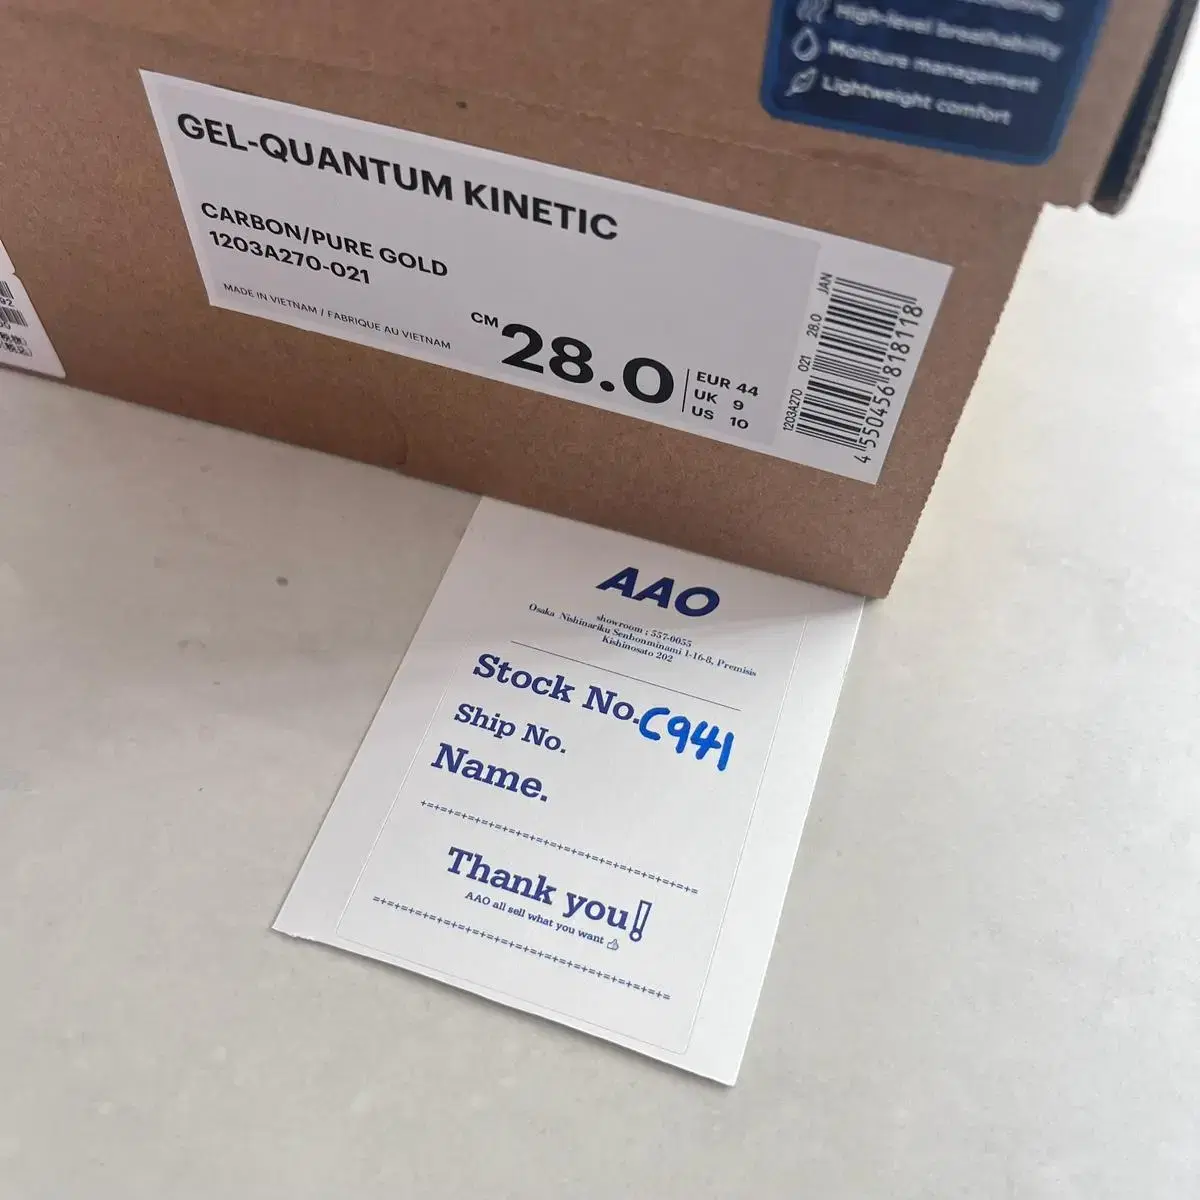 High-level breathability
Moisture management
Lightweight comfort
GEL-QUANTUM KINETIC
CARBON/PURE GOLD
1203A270-021
MADE IN VIETNAM / FABRIQUE AU VIETNAM
CM 28.0
EUR 44
UK 9
US 10
1203A270 021 28.0 JAN
4 550456 818118
AAO
showroom : 557-0055
Osaka Nishinariku Senbonminami 1-16-8, Premisis
Kishinosato 202
Stock No. C941
Ship No.
Name.
+=+=+=+=+=+=+=+=+=+=+=+=+=+=+=+=+=+=+=+=
Thank you!
AAO all sell what you want 👍
=+=+=+=+=+=+=+=+=+=+=+=+=+=+=+=+=+=+=+=+=